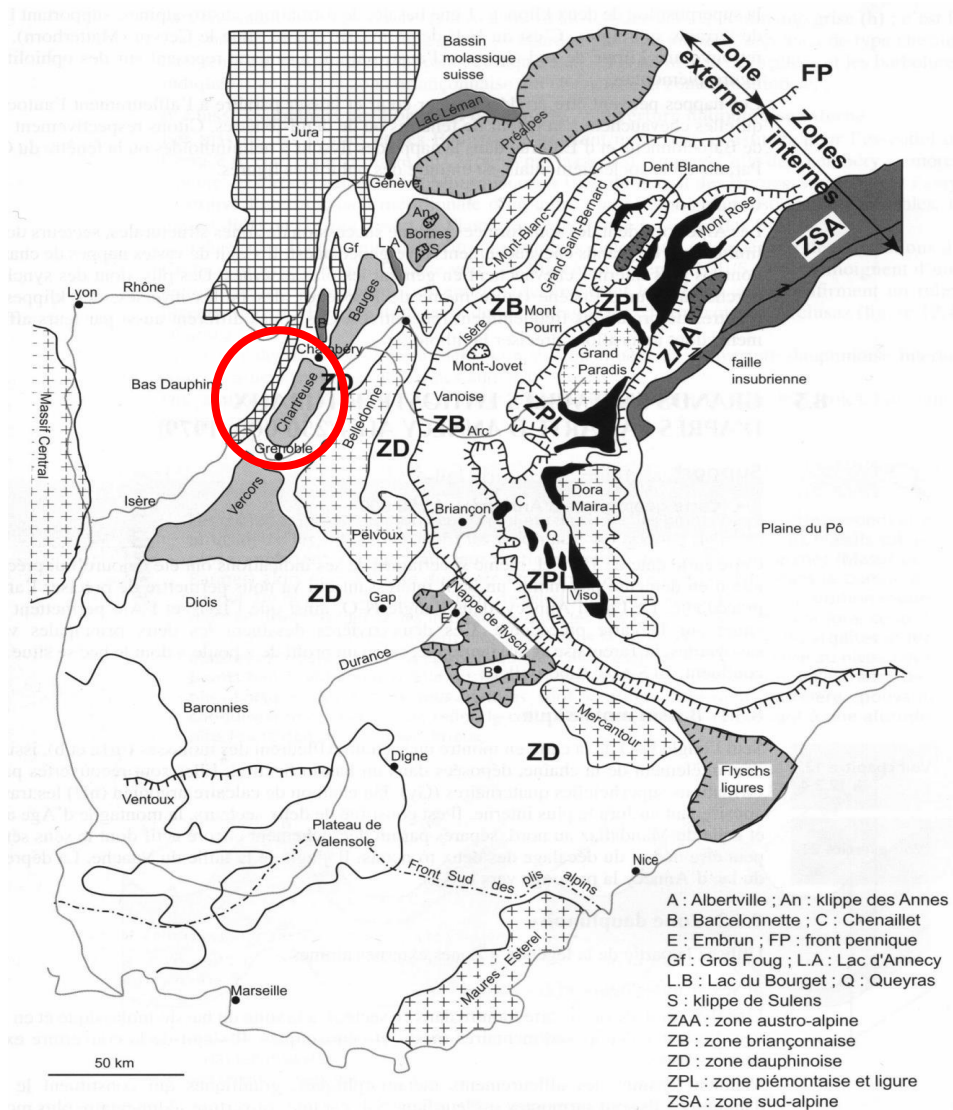 Bassin
molassique
suisse
Zone
externe
FP
Zones
internes
Lac Léman
Préalpes
Jura
Genève
Dent Blanche
An
Bornes
S
Mont-Blanc
Grand Saint-Bernard
Mont Rose
ZSA
Gf
L.A
Lyon
Rhône
Bauges
A
ZB
ZPL
Mont
Pourri
Isère
ZAA
L.B
Chambéry
ZD
Mont-Jovet
Grand
Paradis
faille
insubrienne
Bas Dauphiné
Chartreuse
Belledonne
Vanoise
ZB
Arc
ZPL
Massif Central
Grenoble
ZD
Isère
Vercors
Briançon
C
Dora
Maira
Plaine du Pô
Pelvoux
Q
ZPL
Viso
ZD
Gap
Diois
E
Nappe de flysch
Durance
B
Baronnies
Mercantour
ZD
Digne
Flyschs
ligures
Ventoux
Plateau de
Valensole
Nice
Front Sud des plis alpins
Maures - Esterel
Marseille
50 km
A : Albertville ; An : klippe des Annes
B : Barcelonnette ; C : Chenaillet
E : Embrun ; FP : front pennique
Gf : Gros Foug ; L.A : Lac d'Annecy
L.B : Lac du Bourget ; Q : Queyras
S : klippe de Sulens
ZAA : zone austro-alpine
ZB : zone briançonnaise
ZD : zone dauphinoise
ZPL : zone piémontaise et ligure
ZSA : zone sud-alpine